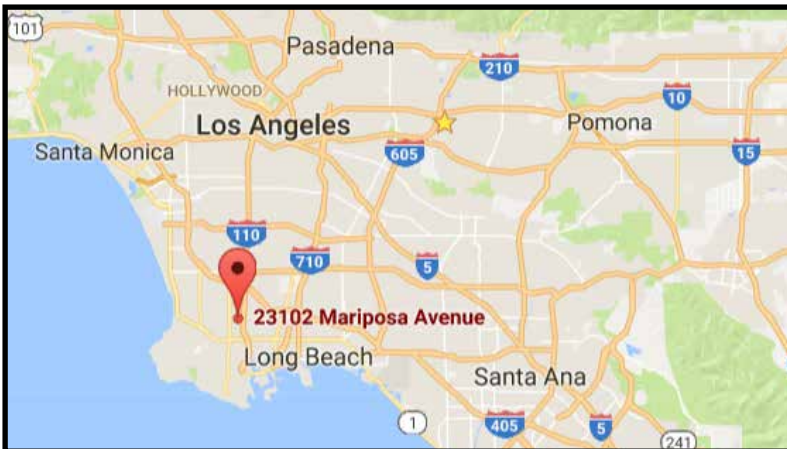 101
Pasadena
210
HOLLYWOOD
10
Los Angeles
Pomona
Santa Monica
605
15
110
710
5
23102 Mariposa Avenue
Long Beach
Santa Ana
1
405
5
241